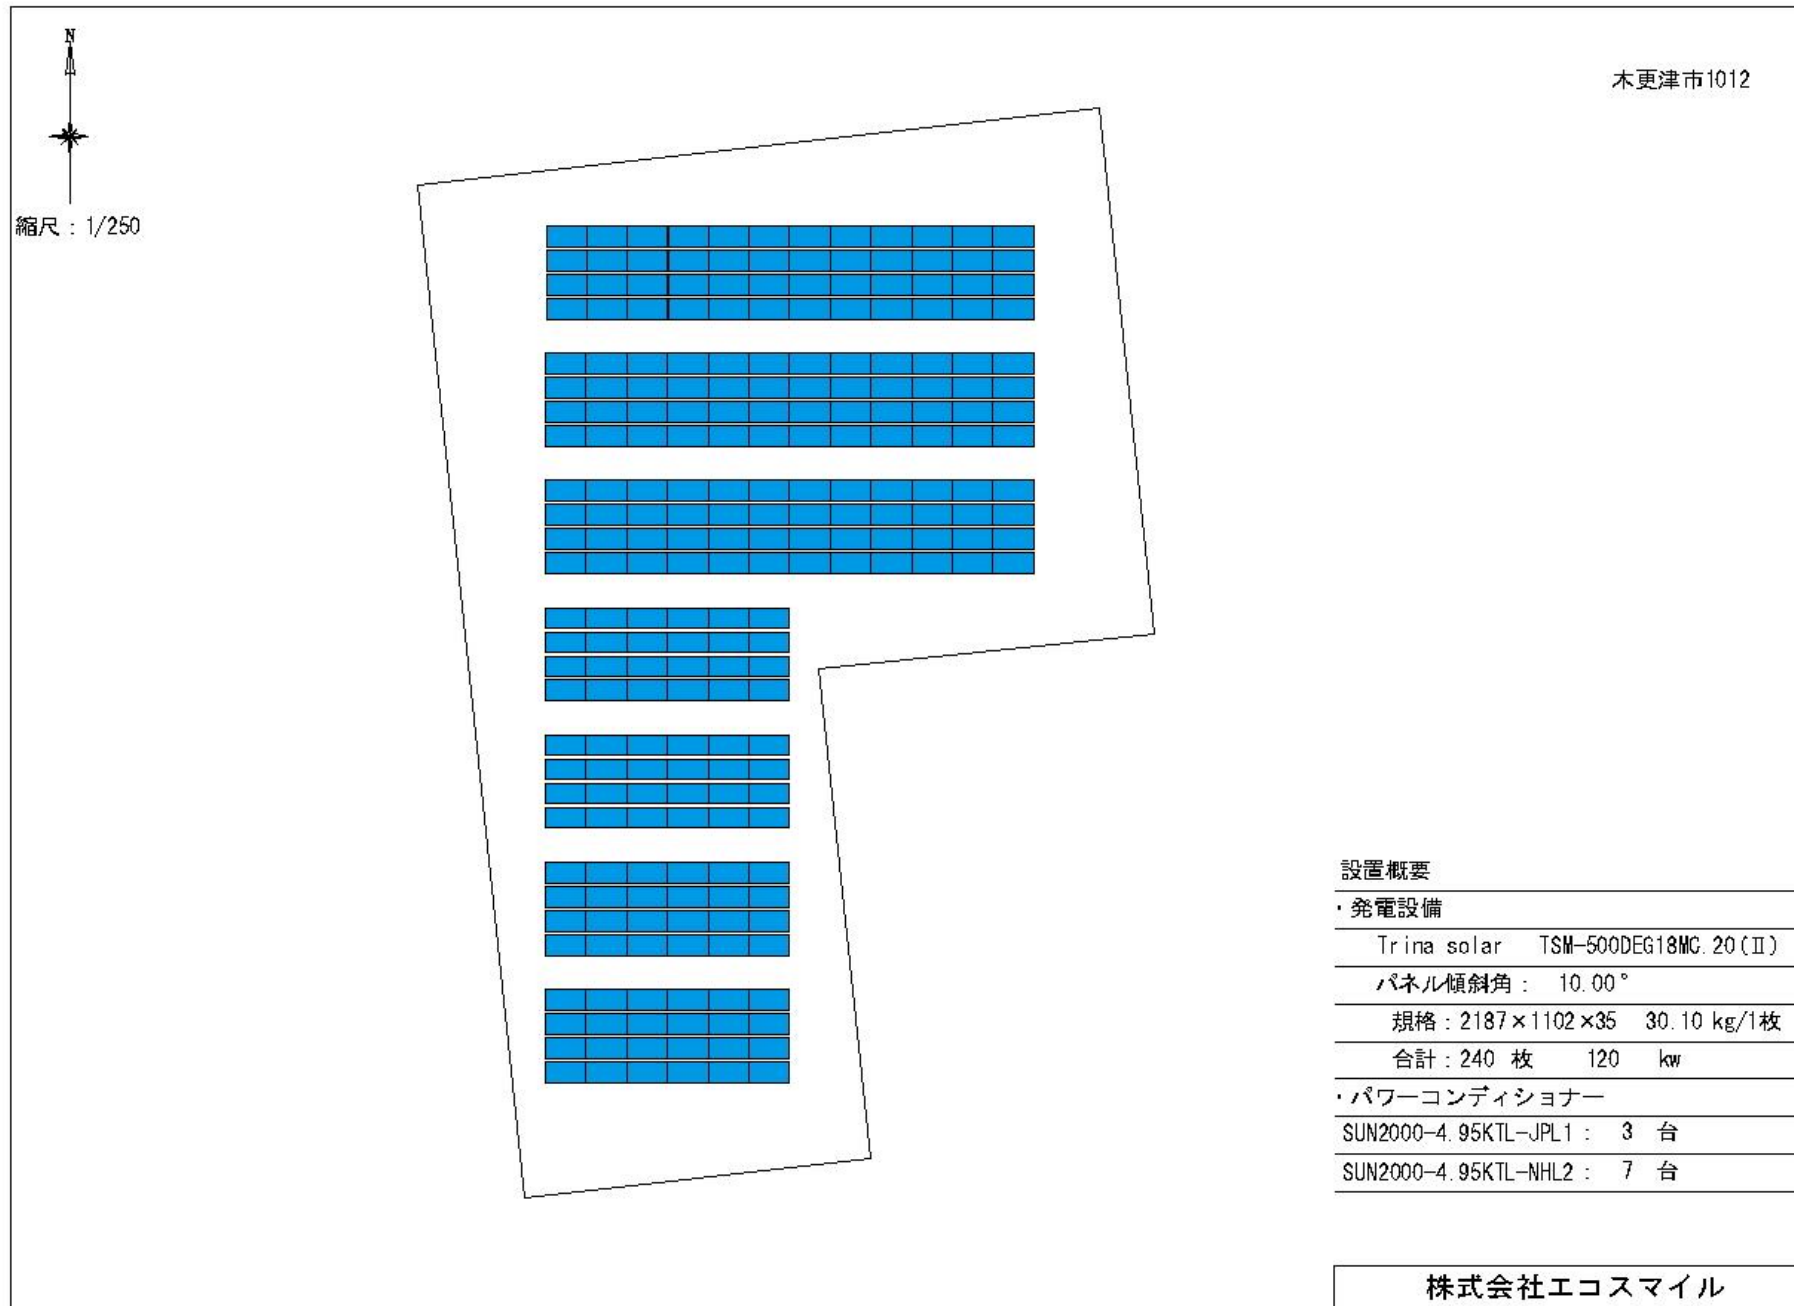 N
木更津市1012
縮尺：1/250
設置概要
・発電設備
Trina solar TSM-500DEG18MC.20(Ⅱ)
パネル傾斜角： 10.00°
規格：2187×1102×35 30.10 kg/1枚
合計：240 枚 120 kw
・パワーコンディショナー
SUN2000-4.95KTL-JPL1： 3 台
SUN2000-4.95KTL-NHL2： 7 台
株式会社エコスマイル